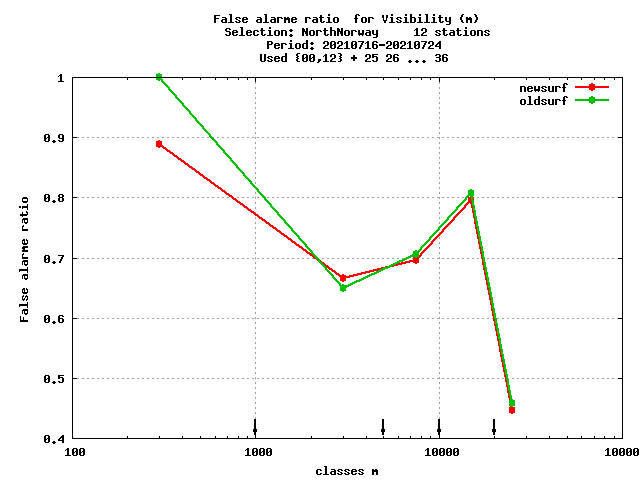 False alarme ratio  for Visibility (m)
Selection: NorthNorway     12 stations
Period: 20210716-20210724
Used {00,12} + 25 26 ... 36
newsurf
oldsurf
1
0.9
0.8
0.7
0.6
0.5
0.4
False alarme ratio
100 1000 10000 10000
classes m